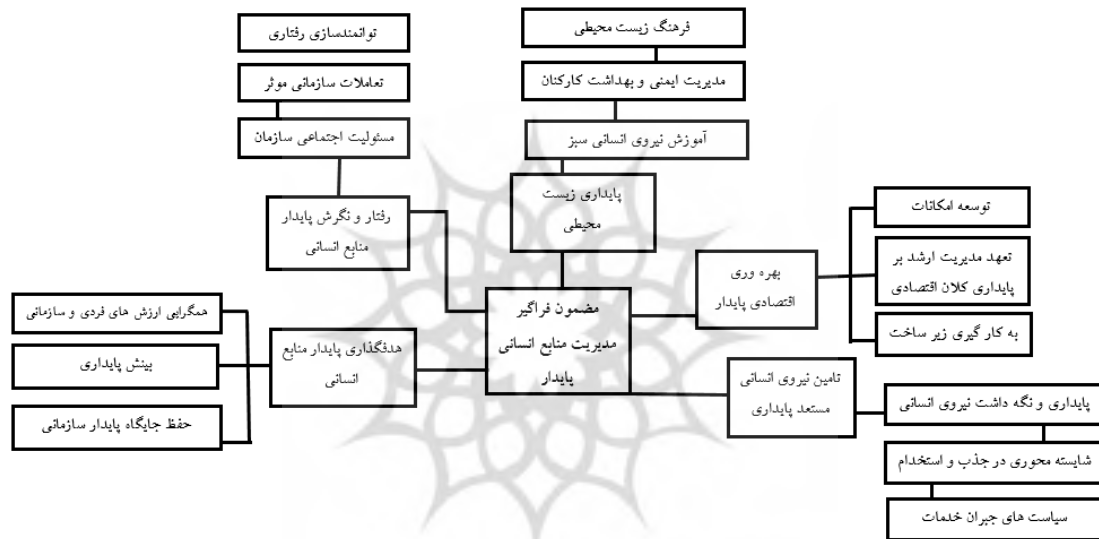 توانمندسازی رفتاری
تعاملات سازمانی موثر
مسئولیت اجتماعی سازمان
رفتار و نگرش پایدار
منابع انسانی
فرهنگ زیست محیطی
مدیریت ایمنی و بهداشت کارکنان
آموزش نیروی انسانی سبز
پایداری زیست
محیطی
توسعه امکانات
تعهد مدیریت ارشد بر
پایداری کلان اقتصادی
به کار گیری زیر ساخت
بهره وری
اقتصادی پایدار
مضمون فراگیر
مدیریت منابع انسانی
پایدار
همگرایی ارزش های فردی و سازمانی
بینش پایداری
حفظ جایگاه پایدار سازمانی
هدفگذاری پایدار منابع
انسانی
تامین نیروی انسانی
مستعد پایداری
پایداری و نگه داشت نیروی انسانی
شایسته محوری در جذب و استخدام
سیاست های جبران خدمات